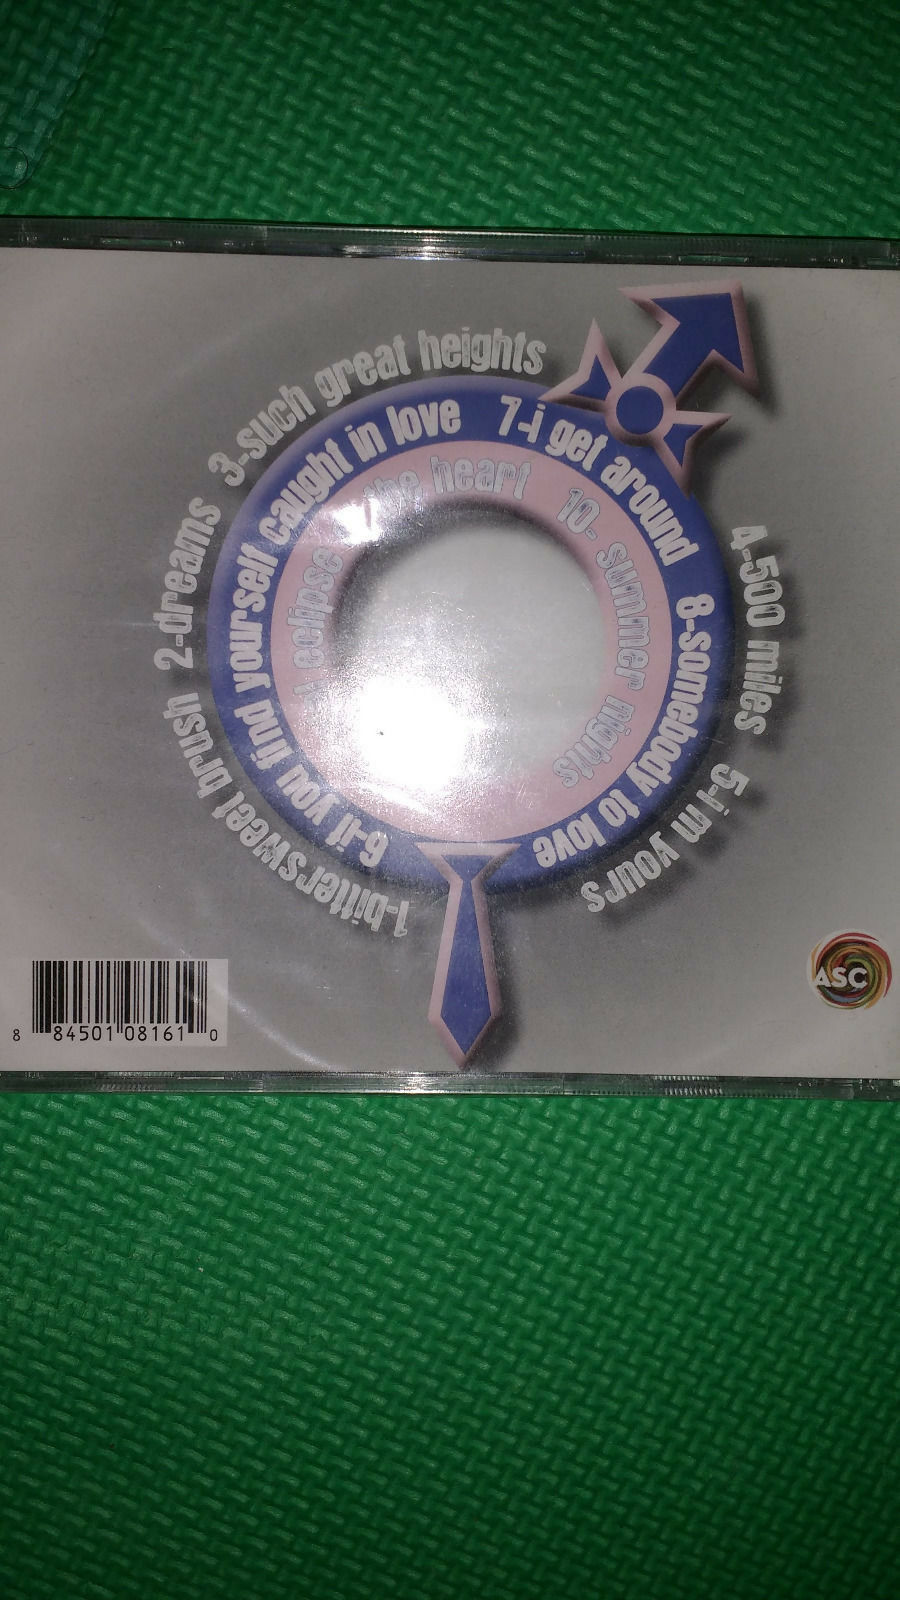 1-bittersweet brush
2-dreams
3-such great heights
4-500 miles
5-i'm yours
6-if you find yourself caught in love
7-i get around
8-somebody to love
eclipse the heart
10- summer nights
8 84501 08161 0
ASC